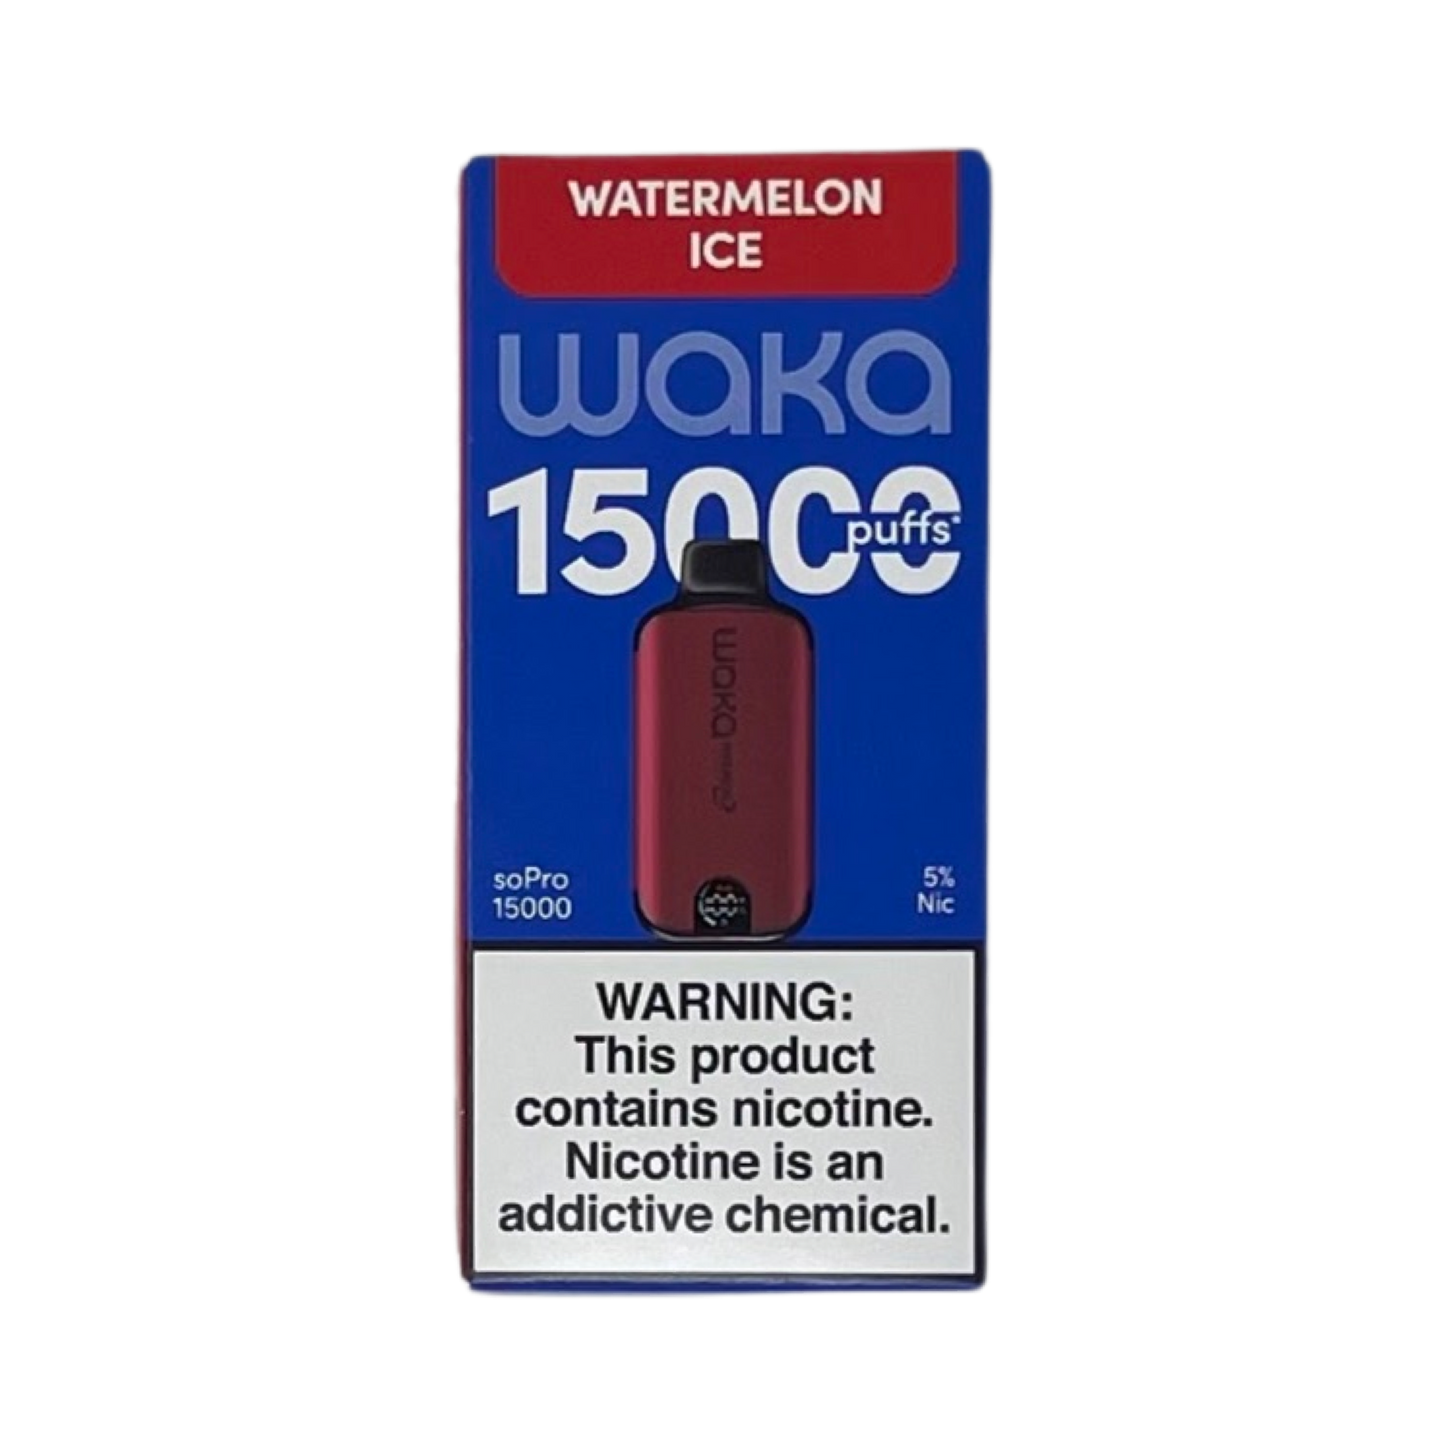 WATERMELON
ICE
waka
15000
puffs*
waka
soPro
15000
5%
Nic
WARNING:
This product
contains nicotine.
Nicotine is an
addictive chemical.